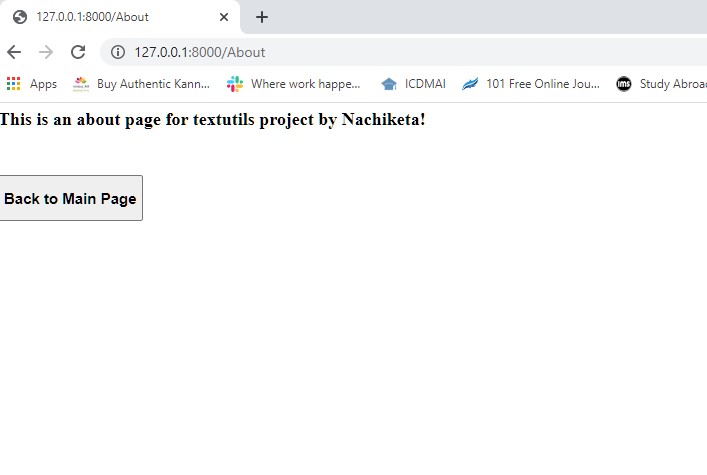 127.0.0.1:8000/About
127.0.0.1:8000/About
Apps Buy Authentic Kann... Where work happe... ICDMAI 101 Free Online Jou... ims Study Abroa
This is an about page for textutils project by Nachiketa!
Back to Main Page